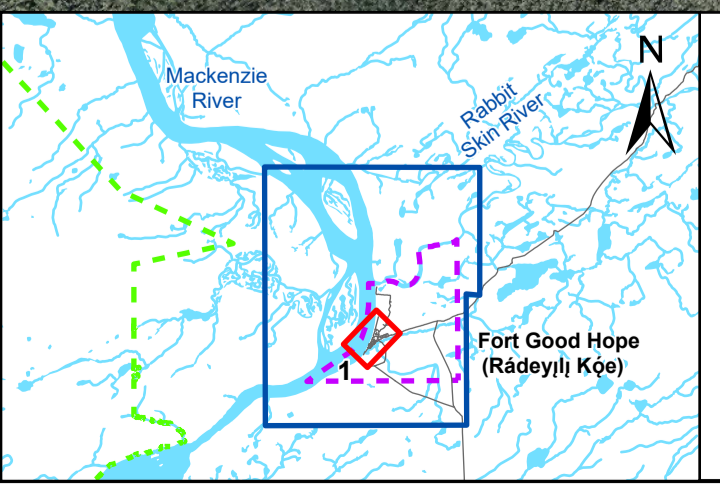 N
Mackenzie
River
Rabbit
Skin River
Fort Good Hope
(Rádeyı̨lı̨ Kǫ́e)
1